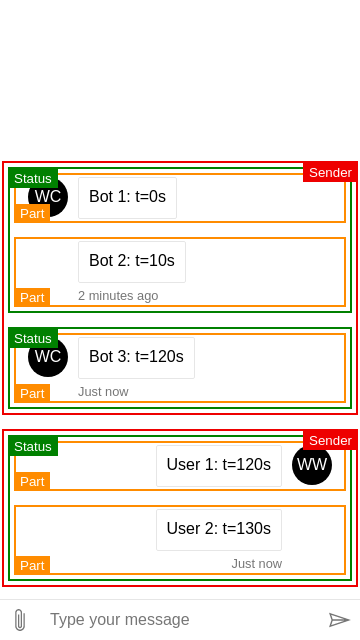 Sender
Status
WC
Bot 1: t=0s
Part
Bot 2: t=10s
Part
2 minutes ago
Status
WC
Bot 3: t=120s
Part
Just now
Sender
Status
User 1: t=120s
WW
Part
User 2: t=130s
Part
Just now
Type your message